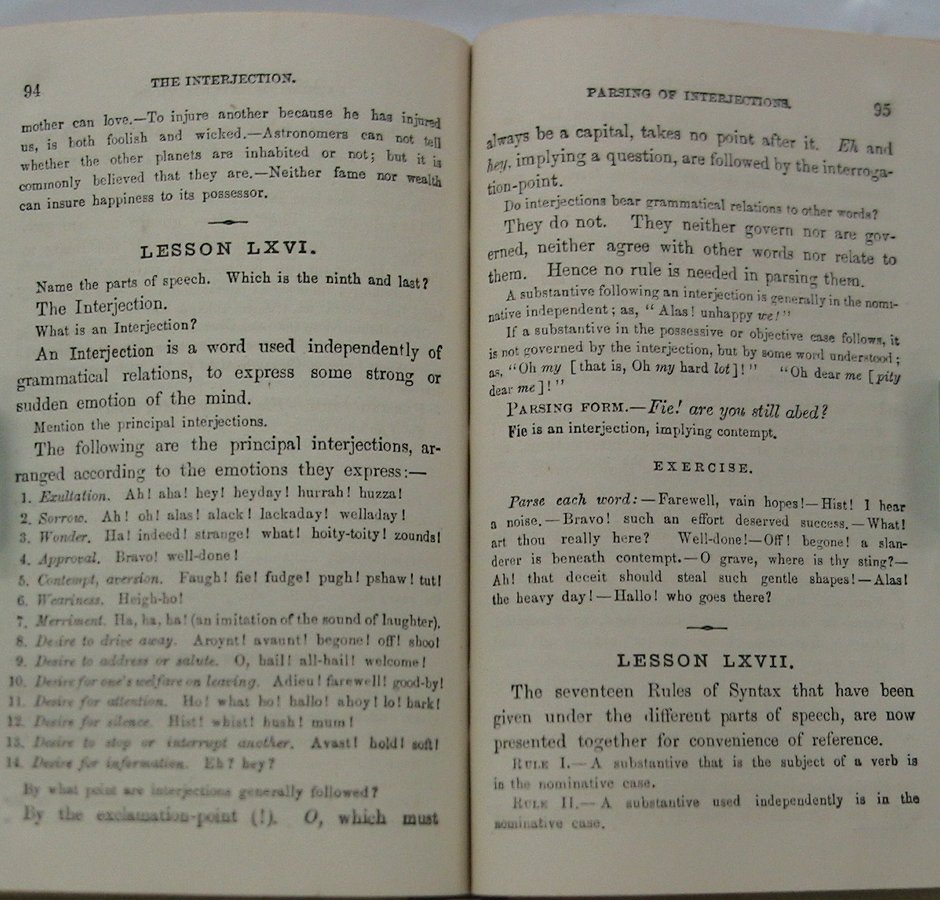 94
THE INTERJECTION.
mother can love.—To injure another because he has injured
us, is both foolish and wicked.—Astronomers can not tell
whether the other planets are inhabited or not; but it is
commonly believed that they are.—Neither fame nor wealth
can insure happiness to its possessor.
LESSON LXVI.
Name the parts of speech. Which is the ninth and last?
The Interjection.
What is an Interjection?
An Interjection is a word used independently of
grammatical relations, to express some strong or
sudden emotion of the mind.
Mention the principal interjections.
The following are the principal interjections, ar-
ranged according to the emotions they express:—
1. Exultation. Ah! aha! hey! heyday! hurrah! huzza!
2. Sorrow. Ah! oh! alas! alack! lackaday! welladay!
3. Wonder. Ha! indeed! strange! what! hoity-toity! zounds!
4. Approval. Bravo! well-done!
5. Contempt, aversion. Faugh! fie! fudge! pugh! pshaw! tut!
6. Weariness. Heigh-ho!
7. Merriment. Ha, ha, ha! (an imitation of the sound of laughter).
8. Desire to drive away. Aroynt! avaunt! begone! off! shoo!
9. Desire to address or salute. O, hail! all-hail! welcome!
10. Desire for one's welfare on leaving. Adieu! farewell! good-by!
11. Desire for attention. Ho! what ho! hallo! ahoy! lo! hark!
12. Desire for silence. Hist! whist! hush! mum!
13. Desire to stop or interrupt another. Avast! hold! soft!
14. Desire for information. Eh? hey?
By what point are interjections generally followed?
By the exclamation-point (!). O, which must
PARSING OF INTERJECTIONS.
95
always be a capital, takes no point after it. Eh and
hey, implying a question, are followed by the interroga-
tion-point.
Do interjections bear grammatical relations to other words?
They do not. They neither govern nor are gov-
erned, neither agree with other words nor relate to
them. Hence no rule is needed in parsing them.
A substantive following an interjection is generally in the nomi-
native independent; as, "Alas! unhappy we!"
If a substantive in the possessive or objective case follows, it
is not governed by the interjection, but by some word understood;
as, "Oh my [that is, Oh my hard lot]!" "Oh dear me [pity
dear me]!"
PARSING FORM.—Fie! are you still abed?
Fie is an interjection, implying contempt.
EXERCISE.
Parse each word:—Farewell, vain hopes!—Hist! I hear
a noise.—Bravo! such an effort deserved success.—What!
art thou really here? Well-done!—Off! begone! a slan-
derer is beneath contempt.—O grave, where is thy sting?—
Ah! that deceit should steal such gentle shapes!—Alas!
the heavy day!—Hallo! who goes there?
LESSON LXVII.
The seventeen Rules of Syntax that have been
given under the different parts of speech, are now
presented together for convenience of reference.
RULE I.—A substantive that is the subject of a verb is
in the nominative case.
RULE II.—A substantive used independently is in the
nominative case.